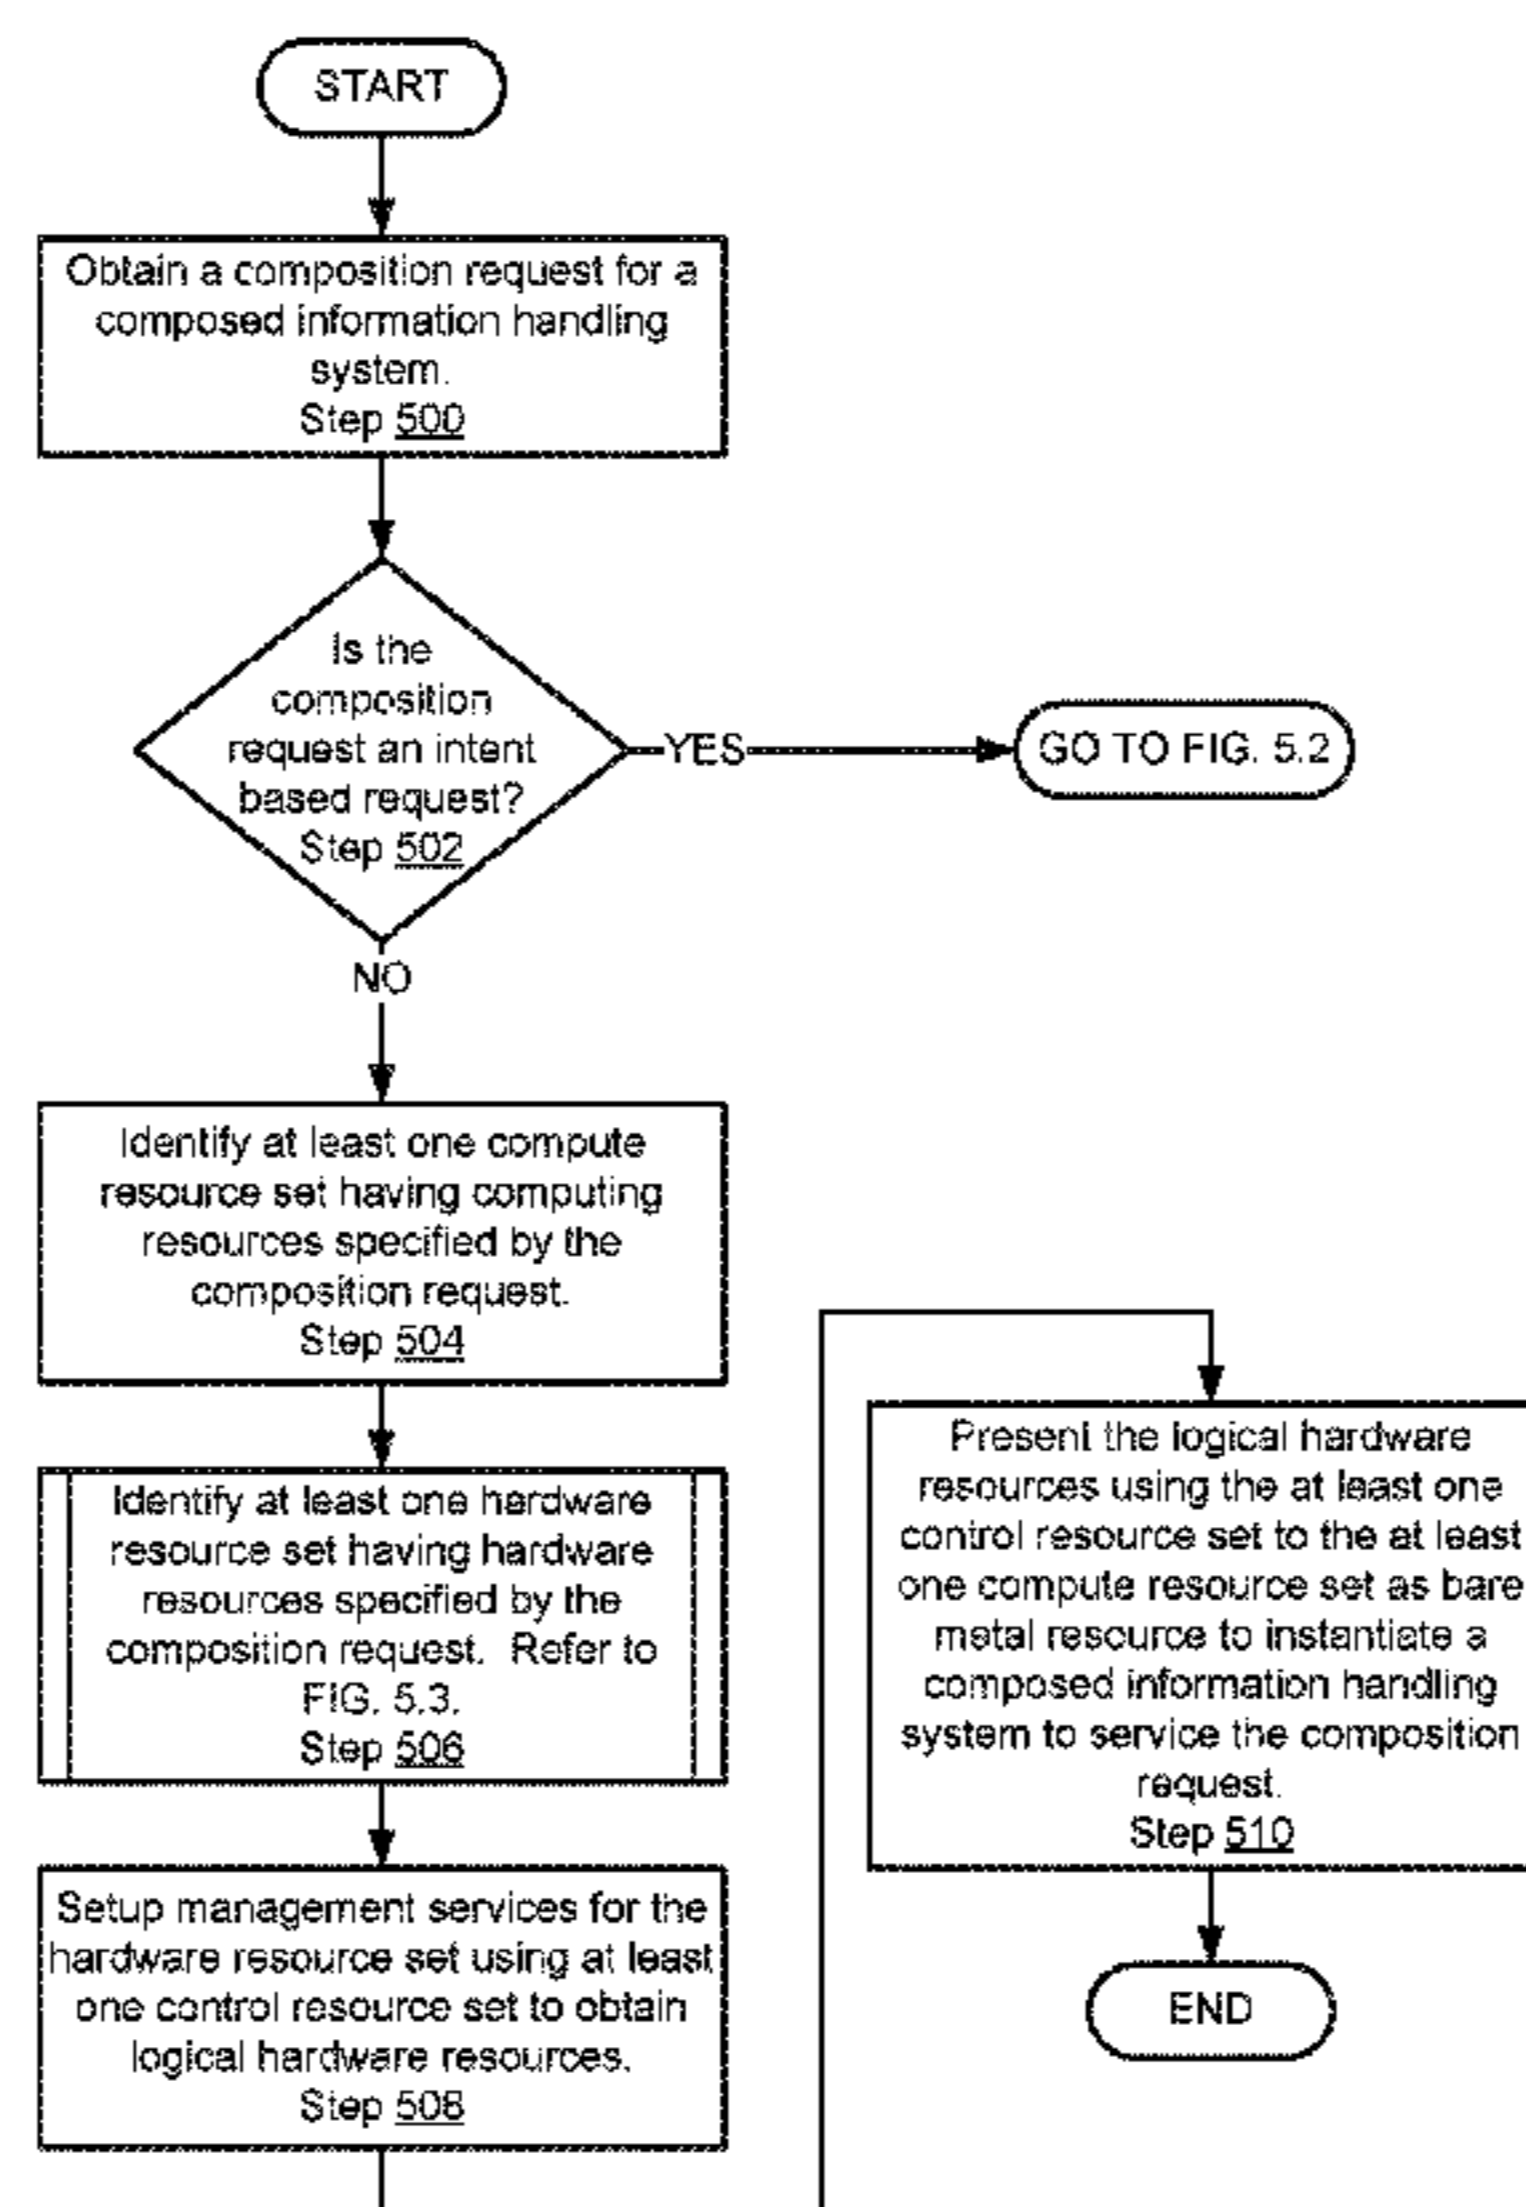 START
Obtain a composition request for a
composed information handling
system.
Step 500
Is the
composition
request an intent
based request?
Step 502
YES
GO TO FIG. 5.2
NO
Identify at least one compute
resource set having computing
resources specified by the
composition request.
Step 504
Identify at least one hardware
resource set having hardware
resources specified by the
composition request. Refer to
FIG. 5.3.
Step 506
Setup management services for the
hardware resource set using at least
one control resource set to obtain
logical hardware resources.
Step 508
Present the logical hardware
resources using the at least one
control resource set to the at least
one compute resource set as bare
metal resource to instantiate a
composed information handling
system to service the composition
request.
Step 510
END